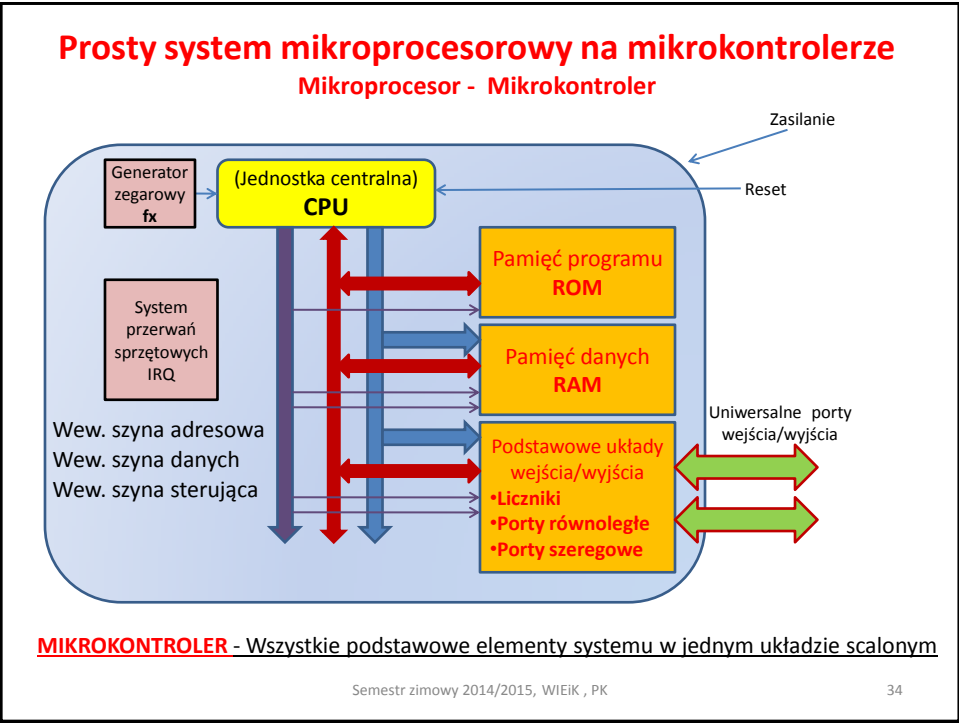 Prosty system mikroprocesorowy na mikrokontrolerze
Mikroprocesor - Mikrokontroler
Zasilanie
Generator
zegarowy
fx
(Jednostka centralna)
CPU
Reset
Pamięć programu
ROM
System
przerwań
sprzętowych
IRQ
Pamięć danych
RAM
Uniwersalne porty
wejścia/wyjścia
Wew. szyna adresowa
Wew. szyna danych
Wew. szyna sterująca
Podstawowe układy
wejścia/wyjścia
•Liczniki
•Porty równoległe
•Porty szeregowe
MIKROKONTROLER - Wszystkie podstawowe elementy systemu w jednym układzie scalonym
Semestr zimowy 2014/2015, WIEiK , PK
34